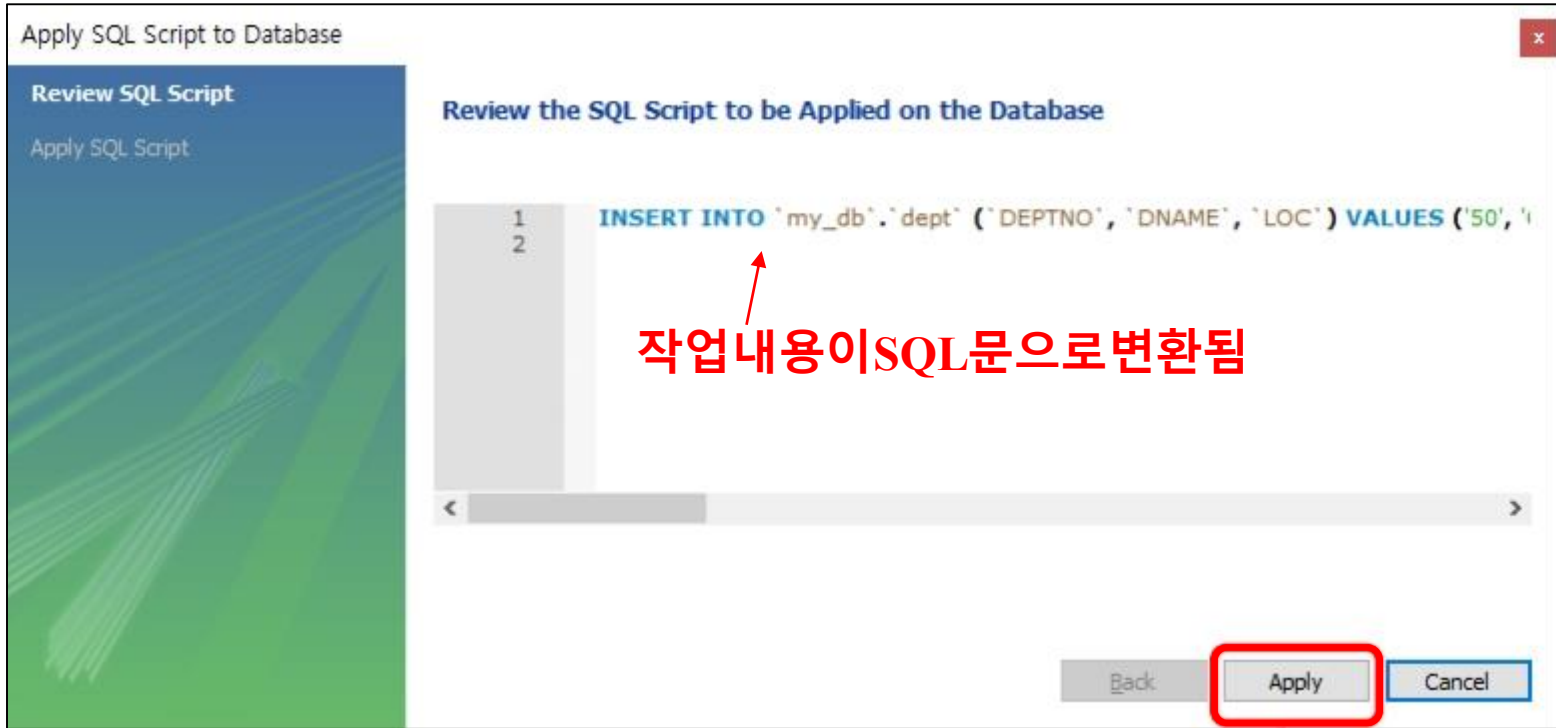 Apply SQL Script to Database
x
Review SQL Script
Apply SQL Script
Review the SQL Script to be Applied on the Database
1 INSERT INTO `my_db`.`dept` (`DEPTNO`, `DNAME`, `LOC`) VALUES ('50', '
2
작업내용이SQL문으로변환됨
Back Apply Cancel